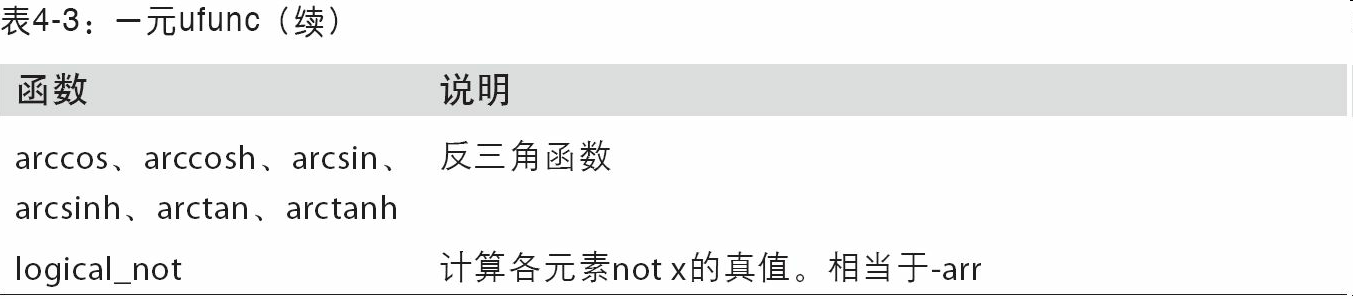 表4-3：一元ufunc（续）
函数 说明
arccos、arccosh、arcsin、 反三角函数
arcsinh、arctan、arctanh
logical_not 计算各元素not x的真值。相当于-arr